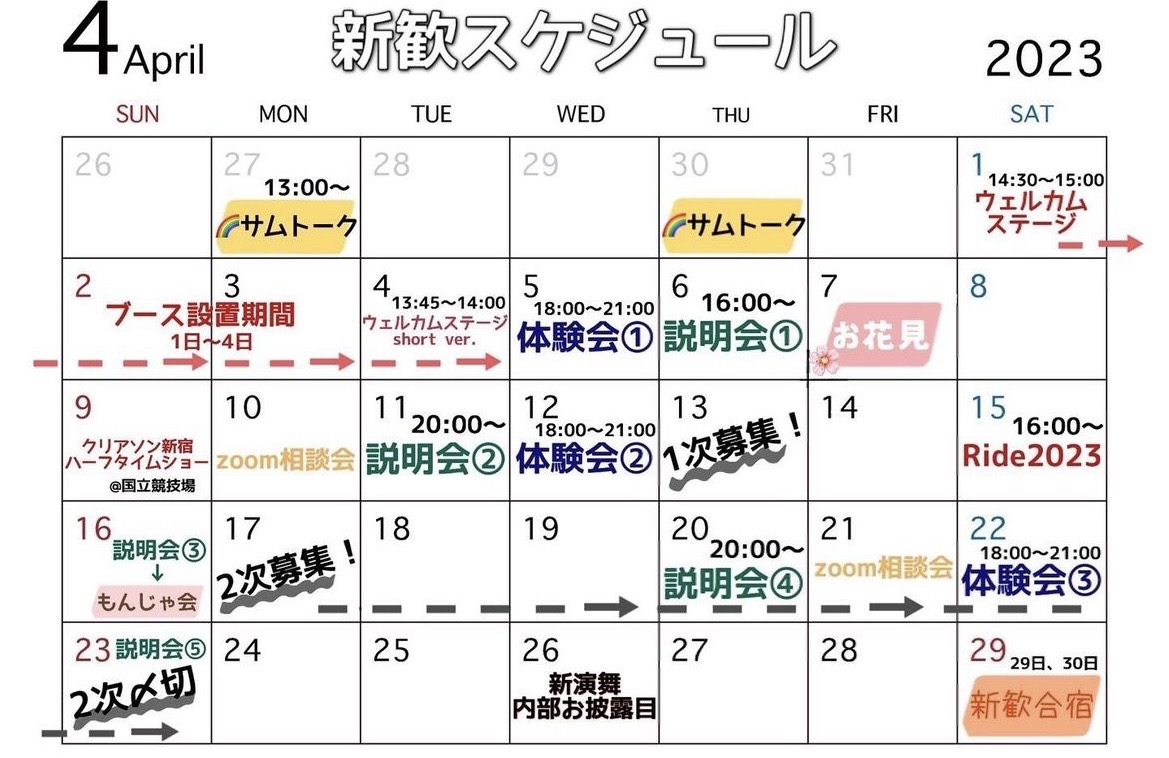 4 April
新歓スケジュール
2023
SUN MON TUE WED THU FRI SAT
26
27
13:00〜
サムトーク
28
29
30
サムトーク
31
1
14:30〜15:00
ウェルカム
ステージ
2
3
ブース設置期間
1日〜4日
4
13:45〜14:00
ウェルカムステージ
short ver.
5
18:00〜21:00
体験会①
6
16:00〜
説明会①
7
お花見
8
9
クリアソン新宿
ハーフタイムショー
@国立競技場
10
zoom相談会
11
20:00〜
説明会②
12
18:00〜21:00
体験会②
13
1次募集！
14
15
16:00〜
Ride2023
16
説明会③
↓
もんじゃ会
17
2次募集！
18
19
20
20:00〜
説明会④
21
zoom相談会
22
18:00〜21:00
体験会③
23
説明会⑤
2次〆切
24
25
26
新演舞
内部お披露目
27
28
29
29日、30日
新歓合宿